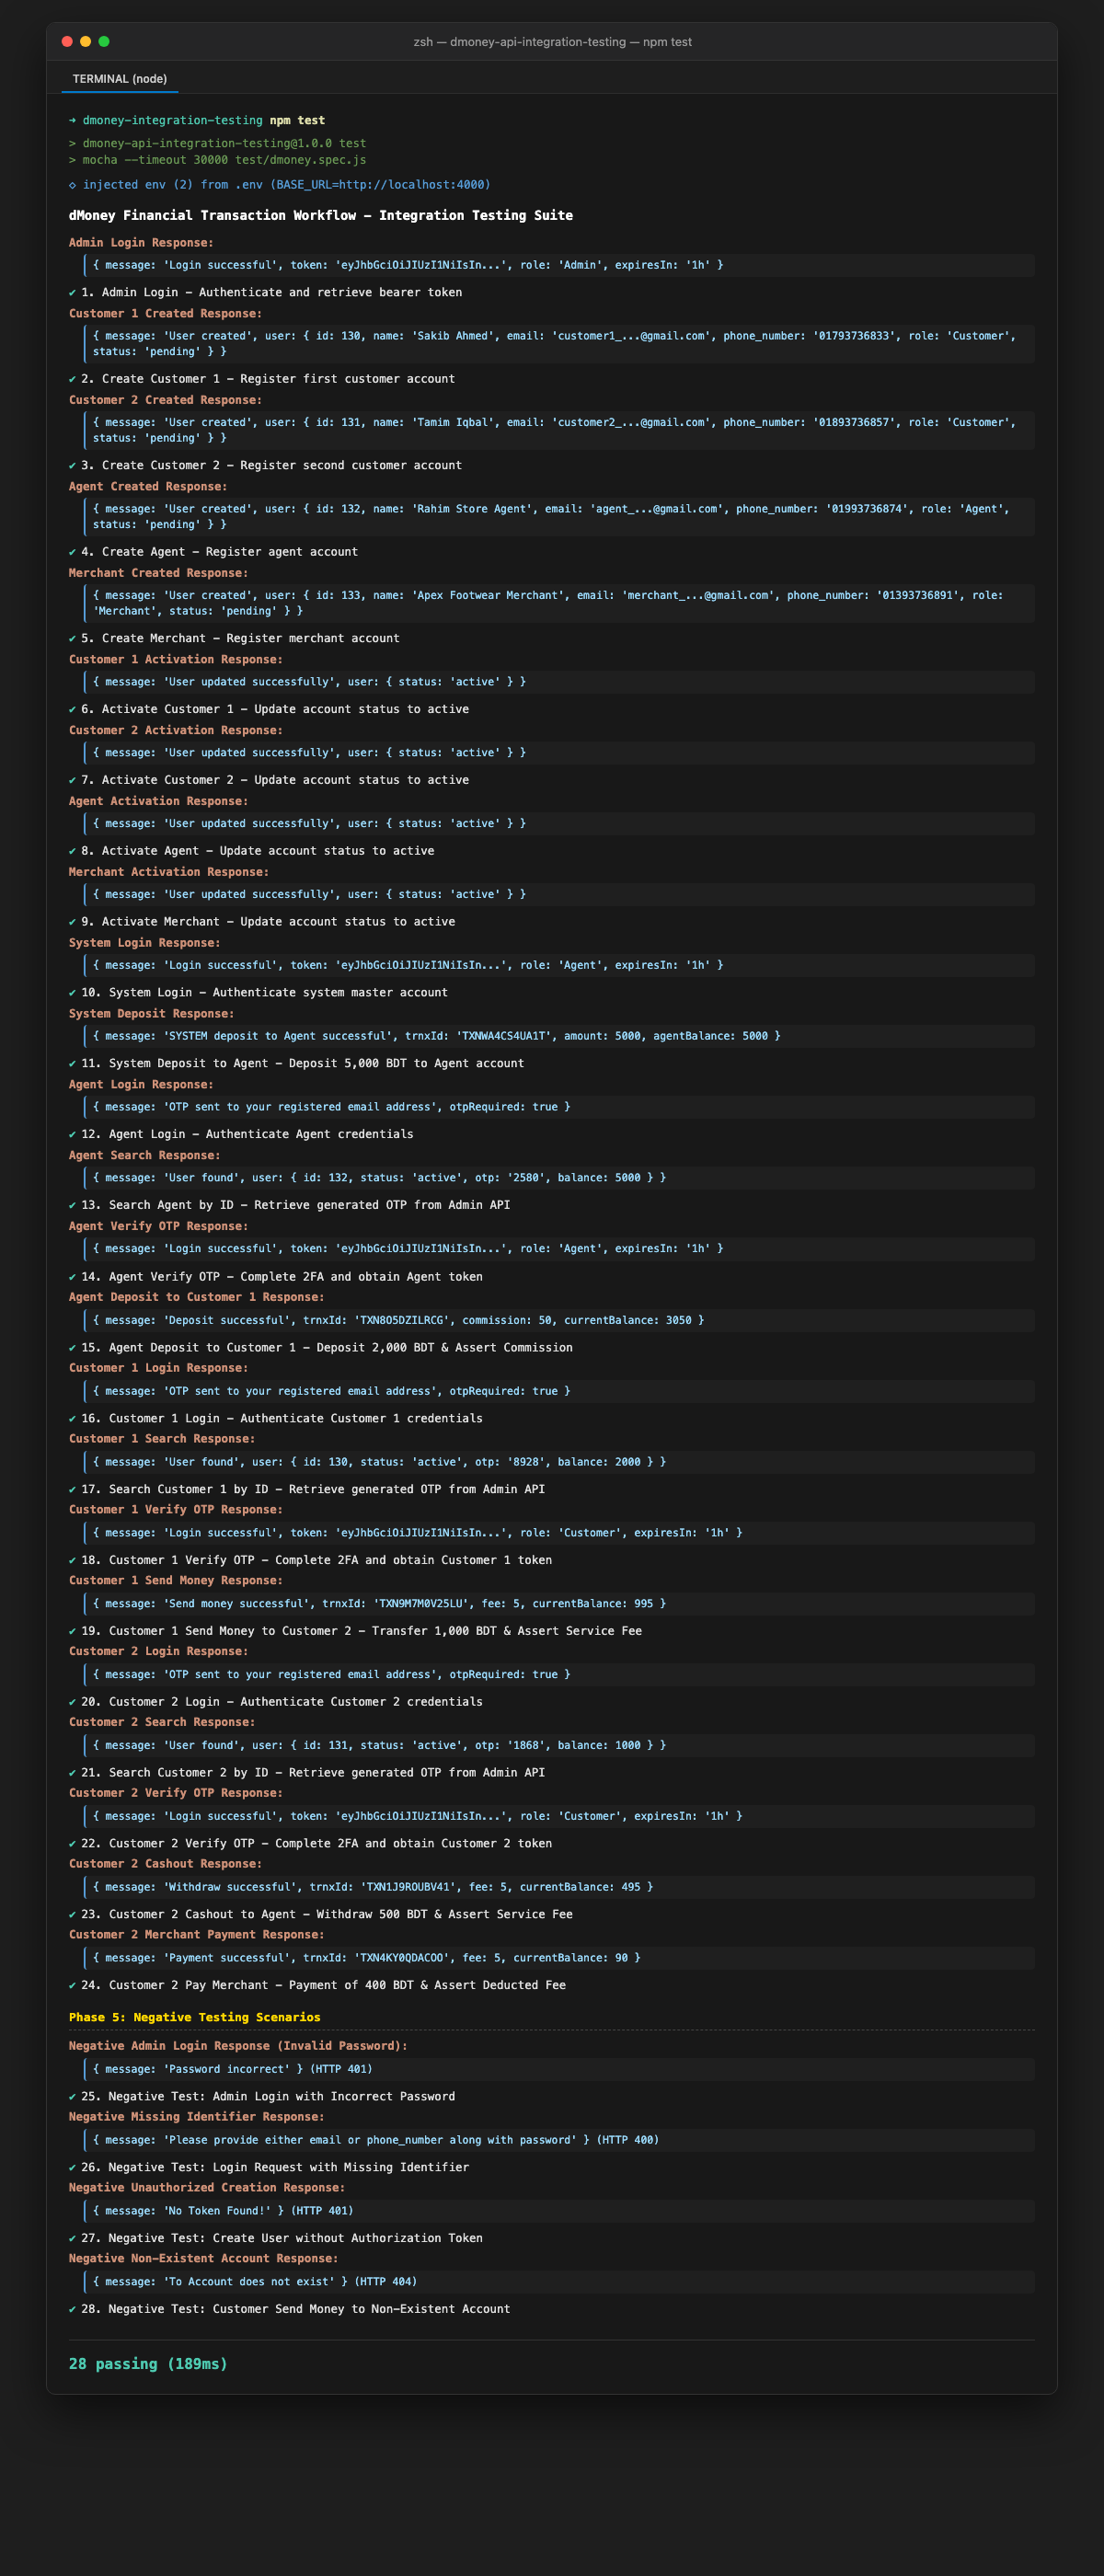 zsh — dmoney-api-integration-testing — npm test
TERMINAL (node)
➜ dmoney-integration-testing npm test
> dmoney-api-integration-testing@1.0.0 test
> mocha --timeout 30000 test/dmoney.spec.js
◇ injected env (2) from .env (BASE_URL=http://localhost:4000)
dMoney Financial Transaction Workflow - Integration Testing Suite
Admin Login Response:
{ message: 'Login successful', token: 'eyJhbGciOiJIUzI1NiIsIn...', role: 'Admin', expiresIn: '1h' }
✔ 1. Admin Login - Authenticate and retrieve bearer token
Customer 1 Created Response:
{ message: 'User created', user: { id: 130, name: 'Sakib Ahmed', email: 'customer1_...@gmail.com', phone_number: '01793736833', role: 'Customer',
status: 'pending' } }
✔ 2. Create Customer 1 - Register first customer account
Customer 2 Created Response:
{ message: 'User created', user: { id: 131, name: 'Tamim Iqbal', email: 'customer2_...@gmail.com', phone_number: '01893736857', role: 'Customer',
status: 'pending' } }
✔ 3. Create Customer 2 - Register second customer account
Agent Created Response:
{ message: 'User created', user: { id: 132, name: 'Rahim Store Agent', email: 'agent_...@gmail.com', phone_number: '01993736874', role: 'Agent',
status: 'pending' } }
✔ 4. Create Agent - Register agent account
Merchant Created Response:
{ message: 'User created', user: { id: 133, name: 'Apex Footwear Merchant', email: 'merchant_...@gmail.com', phone_number: '01393736891', role:
'Merchant', status: 'pending' } }
✔ 5. Create Merchant - Register merchant account
Customer 1 Activation Response:
{ message: 'User updated successfully', user: { status: 'active' } }
✔ 6. Activate Customer 1 - Update account status to active
Customer 2 Activation Response:
{ message: 'User updated successfully', user: { status: 'active' } }
✔ 7. Activate Customer 2 - Update account status to active
Agent Activation Response:
{ message: 'User updated successfully', user: { status: 'active' } }
✔ 8. Activate Agent - Update account status to active
Merchant Activation Response:
{ message: 'User updated successfully', user: { status: 'active' } }
✔ 9. Activate Merchant - Update account status to active
System Login Response:
{ message: 'Login successful', token: 'eyJhbGciOiJIUzI1NiIsIn...', role: 'Agent', expiresIn: '1h' }
✔ 10. System Login - Authenticate system master account
System Deposit Response:
{ message: 'SYSTEM deposit to Agent successful', trnxId: 'TXNWA4CS4UA1T', amount: 5000, agentBalance: 5000 }
✔ 11. System Deposit to Agent - Deposit 5,000 BDT to Agent account
Agent Login Response:
{ message: 'OTP sent to your registered email address', otpRequired: true }
✔ 12. Agent Login - Authenticate Agent credentials
Agent Search Response:
{ message: 'User found', user: { id: 132, status: 'active', otp: '2580', balance: 5000 } }
✔ 13. Search Agent by ID - Retrieve generated OTP from Admin API
Agent Verify OTP Response:
{ message: 'Login successful', token: 'eyJhbGciOiJIUzI1NiIsIn...', role: 'Agent', expiresIn: '1h' }
✔ 14. Agent Verify OTP - Complete 2FA and obtain Agent token
Agent Deposit to Customer 1 Response:
{ message: 'Deposit successful', trnxId: 'TXN8O5DZILRCG', commission: 50, currentBalance: 3050 }
✔ 15. Agent Deposit to Customer 1 - Deposit 2,000 BDT & Assert Commission
Customer 1 Login Response:
{ message: 'OTP sent to your registered email address', otpRequired: true }
✔ 16. Customer 1 Login - Authenticate Customer 1 credentials
Customer 1 Search Response:
{ message: 'User found', user: { id: 130, status: 'active', otp: '8928', balance: 2000 } }
✔ 17. Search Customer 1 by ID - Retrieve generated OTP from Admin API
Customer 1 Verify OTP Response:
{ message: 'Login successful', token: 'eyJhbGciOiJIUzI1NiIsIn...', role: 'Customer', expiresIn: '1h' }
✔ 18. Customer 1 Verify OTP - Complete 2FA and obtain Customer 1 token
Customer 1 Send Money Response:
{ message: 'Send money successful', trnxId: 'TXN9M7M0V25LU', fee: 5, currentBalance: 995 }
✔ 19. Customer 1 Send Money to Customer 2 - Transfer 1,000 BDT & Assert Service Fee
Customer 2 Login Response:
{ message: 'OTP sent to your registered email address', otpRequired: true }
✔ 20. Customer 2 Login - Authenticate Customer 2 credentials
Customer 2 Search Response:
{ message: 'User found', user: { id: 131, status: 'active', otp: '1868', balance: 1000 } }
✔ 21. Search Customer 2 by ID - Retrieve generated OTP from Admin API
Customer 2 Verify OTP Response:
{ message: 'Login successful', token: 'eyJhbGciOiJIUzI1NiIsIn...', role: 'Customer', expiresIn: '1h' }
✔ 22. Customer 2 Verify OTP - Complete 2FA and obtain Customer 2 token
Customer 2 Cashout Response:
{ message: 'Withdraw successful', trnxId: 'TXN1J9ROUBV41', fee: 5, currentBalance: 495 }
✔ 23. Customer 2 Cashout to Agent - Withdraw 500 BDT & Assert Service Fee
Customer 2 Merchant Payment Response:
{ message: 'Payment successful', trnxId: 'TXN4KY0QDACOO', fee: 5, currentBalance: 90 }
✔ 24. Customer 2 Pay Merchant - Payment of 400 BDT & Assert Deducted Fee
Phase 5: Negative Testing Scenarios
Negative Admin Login Response (Invalid Password):
{ message: 'Password incorrect' } (HTTP 401)
✔ 25. Negative Test: Admin Login with Incorrect Password
Negative Missing Identifier Response:
{ message: 'Please provide either email or phone_number along with password' } (HTTP 400)
✔ 26. Negative Test: Login Request with Missing Identifier
Negative Unauthorized Creation Response:
{ message: 'No Token Found!' } (HTTP 401)
✔ 27. Negative Test: Create User without Authorization Token
Negative Non-Existent Account Response:
{ message: 'To Account does not exist' } (HTTP 404)
✔ 28. Negative Test: Customer Send Money to Non-Existent Account
28 passing (189ms)